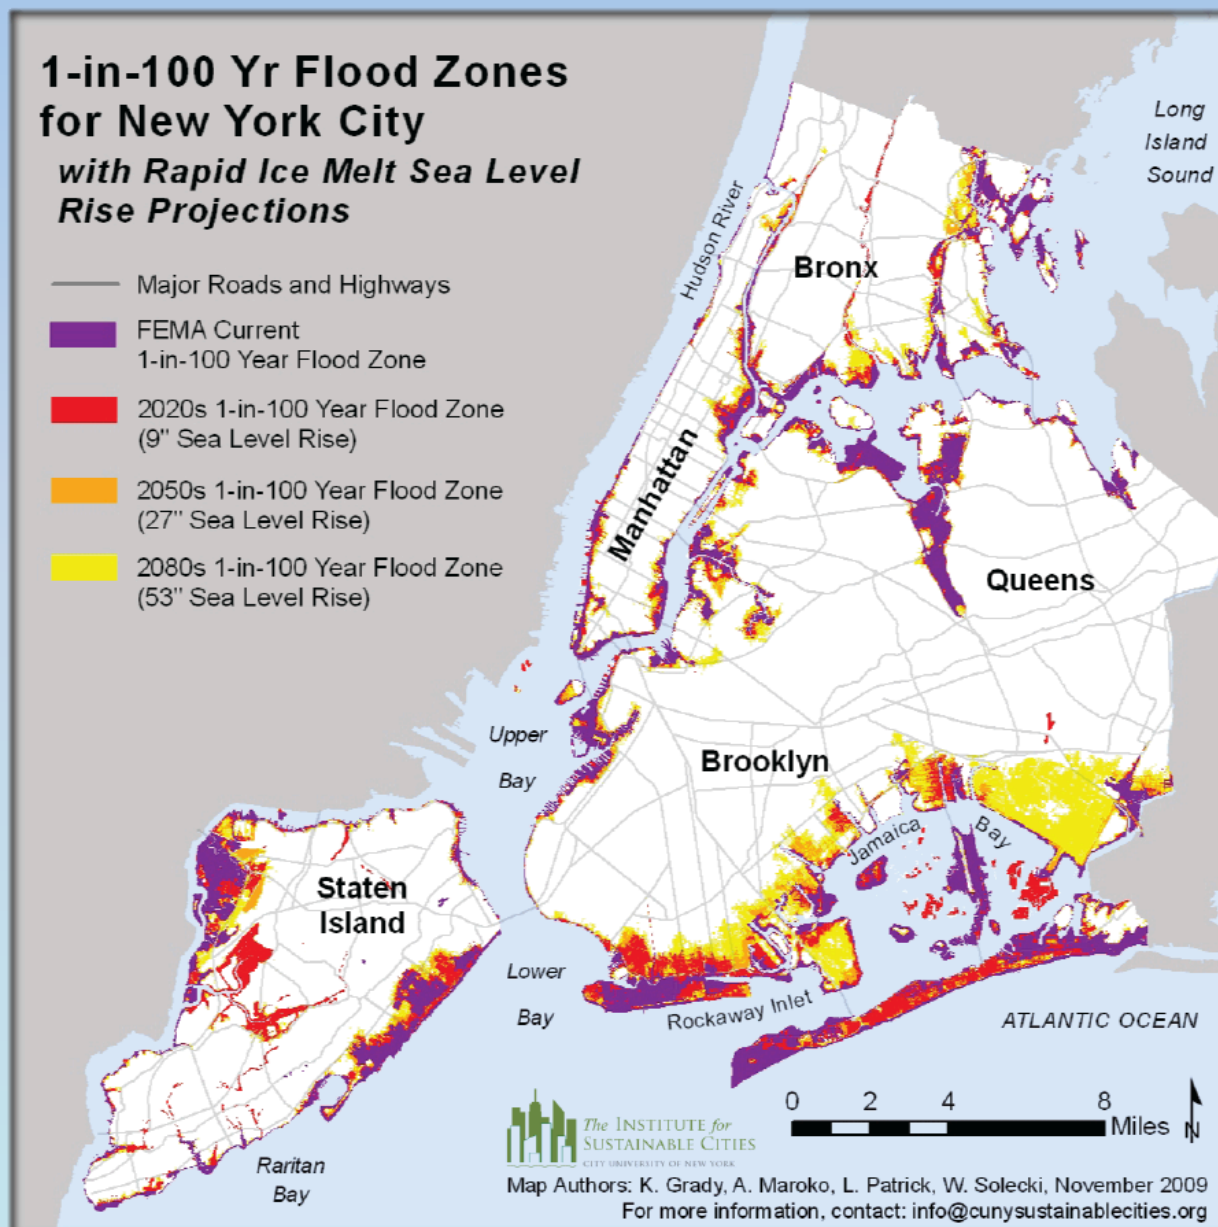 1-in-100 Yr Flood Zones
for New York City
with Rapid Ice Melt Sea Level
Rise Projections
Major Roads and Highways
FEMA Current
1-in-100 Year Flood Zone
2020s 1-in-100 Year Flood Zone
(9" Sea Level Rise)
2050s 1-in-100 Year Flood Zone
(27" Sea Level Rise)
2080s 1-in-100 Year Flood Zone
(53" Sea Level Rise)
Long
Island
Sound
Hudson River
Bronx
Manhattan
Queens
Upper
Bay
Brooklyn
Jamaica
Bay
Staten
Island
Lower
Bay
Rockaway Inlet
ATLANTIC OCEAN
Raritan
Bay
0 2 4 8
Miles
N
The INSTITUTE for
SUSTAINABLE CITIES
CITY UNIVERSITY OF NEW YORK
Map Authors: K. Grady, A. Maroko, L. Patrick, W. Solecki, November 2009
For more information, contact: info@cunysustainablecities.org